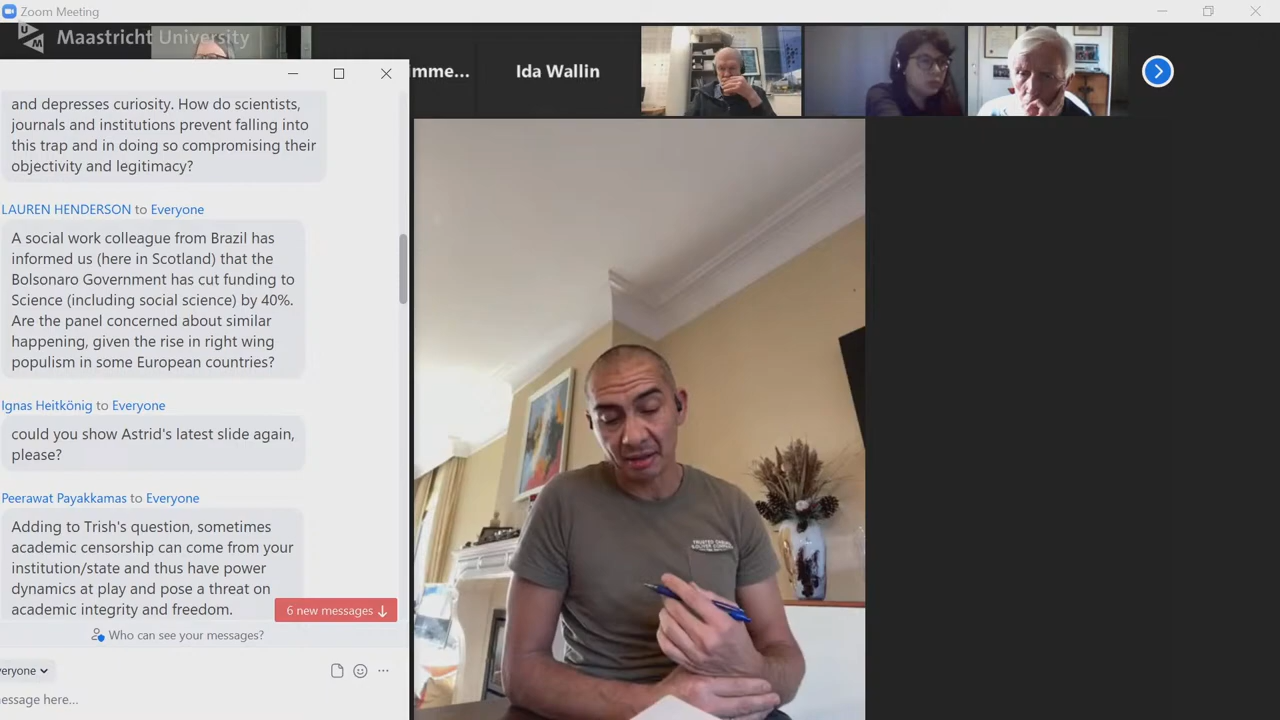 Zoom Meeting
UM
Maastricht University
imme...
Ida Wallin
and depresses curiosity. How do scientists,
journals and institutions prevent falling into
this trap and in doing so compromising their
objectivity and legitimacy?
LAUREN HENDERSON to Everyone
A social work colleague from Brazil has
informed us (here in Scotland) that the
Bolsonaro Government has cut funding to
Science (including social science) by 40%.
Are the panel concerned about similar
happening, given the rise in right wing
populism in some European countries?
Ignas Heitkönig to Everyone
could you show Astrid's latest slide again,
please?
Peerawat Payakkamas to Everyone
Adding to Trish's question, sometimes
academic censorship can come from your
institution/state and thus have power
dynamics at play and pose a threat on
academic integrity and freedom.
6 new messages
Who can see your messages?
eryone
essage here...